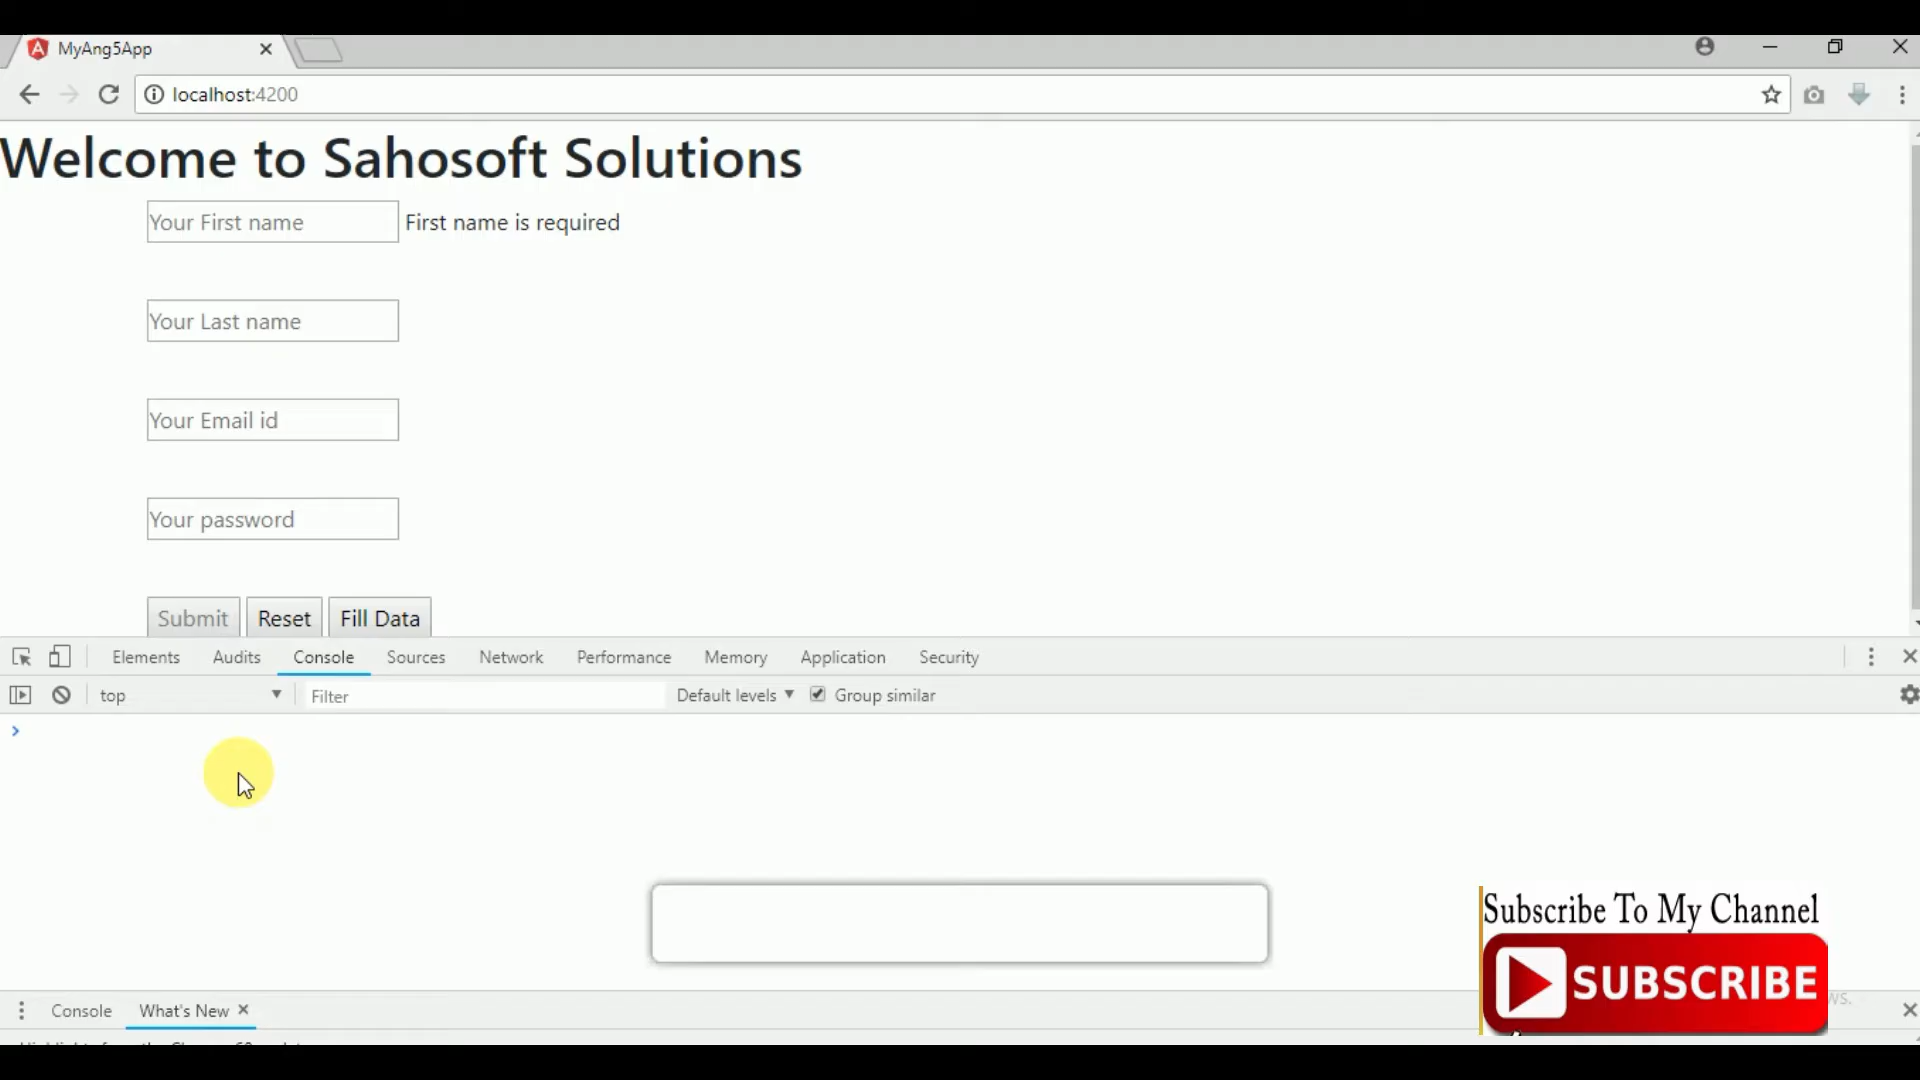 MyAng5App
localhost:4200
Welcome to Sahosoft Solutions
Your First name First name is required
Your Last name
Your Email id
Your password
Submit Reset Fill Data
Elements Audits Console Sources Network Performance Memory Application Security
top Filter Default levels Group similar
Subscribe To My Channel
SUBSCRIBE
Console What's New